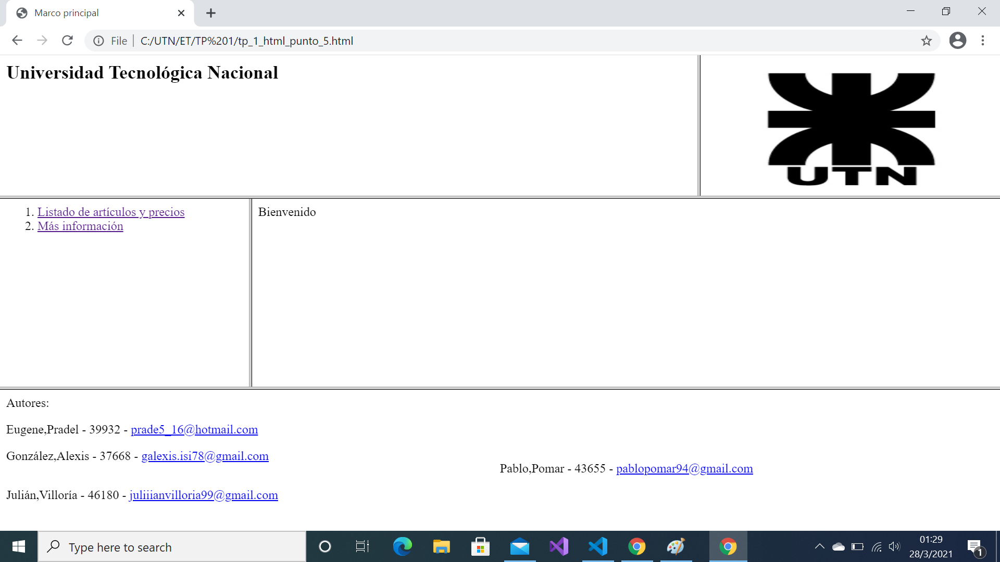 Marco principal
File
C:/UTN/ET/TP%201/tp_1_html_punto_5.html
Universidad Tecnológica Nacional
UTN
1. Listado de artículos y precios
2. Más información
Bienvenido
Autores:
Eugene,Pradel - 39932 - prade5_16@hotmail.com
González,Alexis - 37668 - galexis.isi78@gmail.com
Pablo,Pomar - 43655 - pablopomar94@gmail.com
Julián,Villoría - 46180 - juliiianvilloria99@gmail.com
Type here to search
01:29
28/3/2021
1